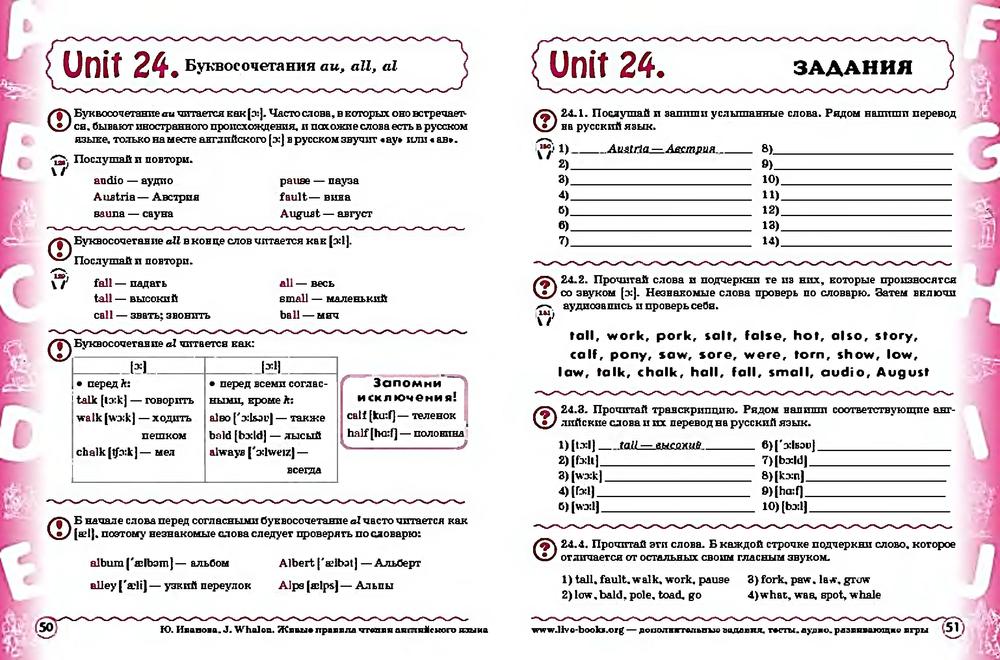 Unit 24. Буквосочетания au, all, al
Буквосочетание au читается как [ɔ:]. Часто слова, в которых оно встречает-
ся, бывают иностранного происхождения, и похожие слова есть в русском
языке, только на месте английского [ɔ:] в русском звучит «ау» или «ав».
138
Послушай и повтори.
audio — аудио
pause — пауза
Austria — Австрия
fault — вина
sauna — сауна
August — август
Буквосочетание all в конце слов читается как [ɔ:l].
Послушай и повтори.
139
fall — падать
all — весь
tall — высокий
small — маленький
call — звать; звонить
ball — мяч
Буквосочетание al читается как:
[ɔ:]
[ɔ:l]
• перед k:
talk [tɔ:k] — говорить
walk [wɔ:k] — ходить
пешком
chalk [tʃɔ:k] — мел
• перед всеми соглас-
ными, кроме k:
also [ˈɔ:lsəʊ] — также
bald [bɔ:ld] — лысый
always [ˈɔ:lweɪz] —
всегда
Запомни
исключения!
calf [kɑ:f] — теленок
half [hɑ:f] — половина
В начале слова перед согласными буквосочетание al часто читается как
[æl], поэтому незнакомые слова следует проверять по словарю:
album [ˈælbəm] — альбом
Albert [ˈælbət] — Альберт
alley [ˈæli] — узкий переулок
Alps [ælps] — Альпы
50
Ю. Иванова, J. Whalen. Живые правила чтения английского языка
Unit 24. ЗАДАНИЯ
24.1. Послушай и запиши услышанные слова. Рядом напиши перевод
на русский язык.
140
1) Austria — Австрия
2)
3)
4)
5)
6)
7)
8)
9)
10)
11)
12)
13)
14)
24.2. Прочитай слова и подчеркни те из них, которые произносятся
со звуком [ɔ:]. Незнакомые слова проверь по словарю. Затем включи
аудиозапись и проверь себя.
141
tall, work, pork, salt, false, hot, also, story,
calf, pony, saw, sore, were, torn, show, low,
law, talk, chalk, hall, fall, small, audio, August
24.3. Прочитай транскрипцию. Рядом напиши соответствующие анг-
лийские слова и их перевод на русский язык.
1) [tɔ:l] tall — высокий
2) [fɔ:lt]
3) [wɔ:k]
4) [fɔ:l]
5) [wɔ:l]
6) [ˈɔ:lsəʊ]
7) [bɔ:ld]
8) [kɔ:n]
9) [hɑ:f]
10) [bɔ:l]
24.4. Прочитай эти слова. В каждой строчке подчеркни слово, которое
отличается от остальных своим гласным звуком.
1) tall, fault, walk, work, pause
2) low, bald, pole, toad, go
3) fork, paw, law, grow
4) what, was, spot, whale
www.live-books.org — дополнительные задания, тесты, аудио, развивающие игры
51
A
B
C
D
E
F
G
H
I
J